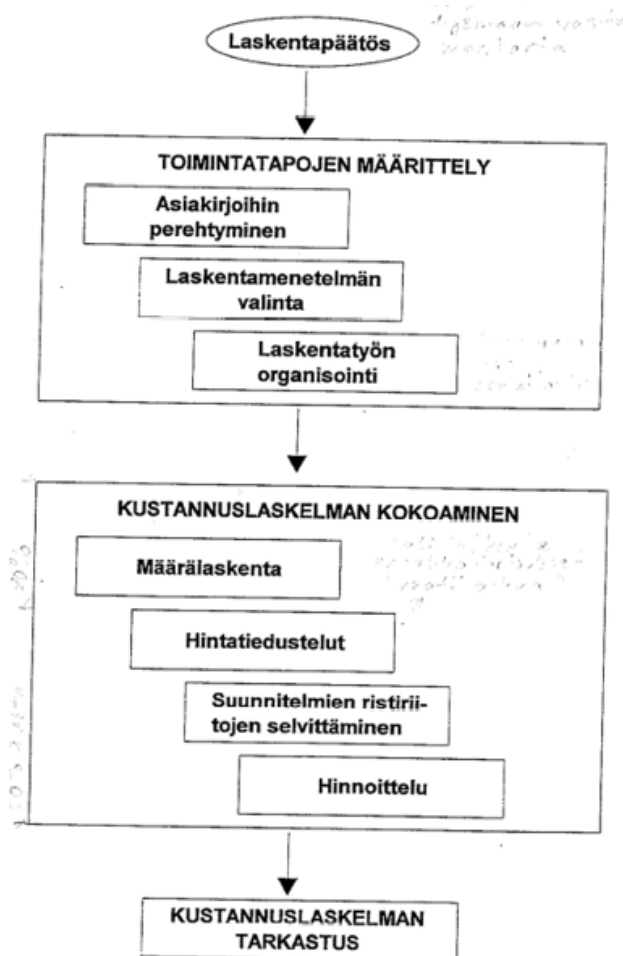 Laskentapäätös
TOIMINTATAPOJEN MÄÄRITTELY
Asiakirjoihin
perehtyminen
Laskentamenetelmän
valinta
Laskentatyön
organisointi
KUSTANNUSLASKELMAN KOKOAMINEN
Määrälaskenta
Hintatiedustelut
Suunnitelmien ristirii-
tojen selvittäminen
Hinnoittelu
KUSTANNUSLASKELMAN
TARKASTUS